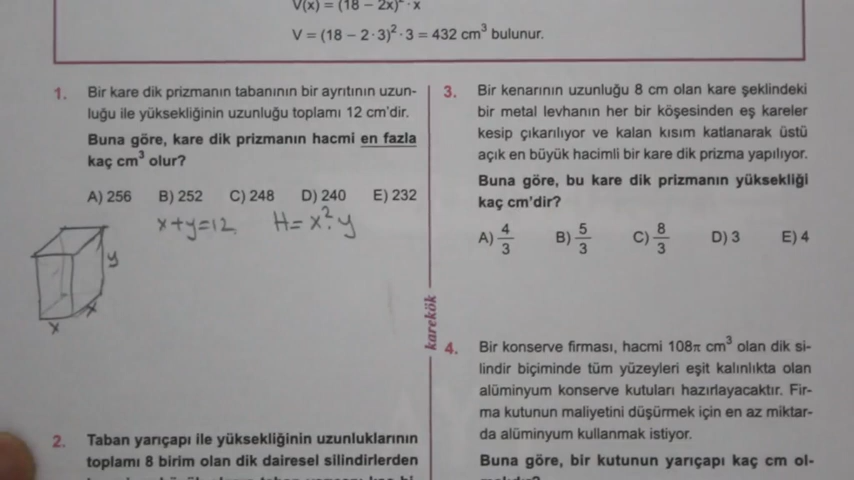 V(x) = (18 – 2x)² · x
V = (18 – 2·3)² · 3 = 432 cm³ bulunur.
1. Bir kare dik prizmanın tabanının bir ayrıtının uzun-
luğu ile yüksekliğinin uzunluğu toplamı 12 cm'dir.
Buna göre, kare dik prizmanın hacmi en fazla
kaç cm³ olur?
A) 256 B) 252 C) 248 D) 240 E) 232
x+y=12 H=x².y
y
x
x
2. Taban yarıçapı ile yüksekliğinin uzunluklarının
toplamı 8 birim olan dik dairesel silindirlerden
karekök
3. Bir kenarının uzunluğu 8 cm olan kare şeklindeki
bir metal levhanın her bir köşesinden eş kareler
kesip çıkarılıyor ve kalan kısım katlanarak üstü
açık en büyük hacimli bir kare dik prizma yapılıyor.
Buna göre, bu kare dik prizmanın yüksekliği
kaç cm'dir?
A) 4/3 B) 5/3 C) 8/3 D) 3 E) 4
4. Bir konserve firması, hacmi 108π cm³ olan dik si-
lindir biçiminde tüm yüzeyleri eşit kalınlıkta olan
alüminyum konserve kutuları hazırlayacaktır. Fir-
ma kutunun maliyetini düşürmek için en az miktar-
da alüminyum kullanmak istiyor.
Buna göre, bir kutunun yarıçapı kaç cm ol-